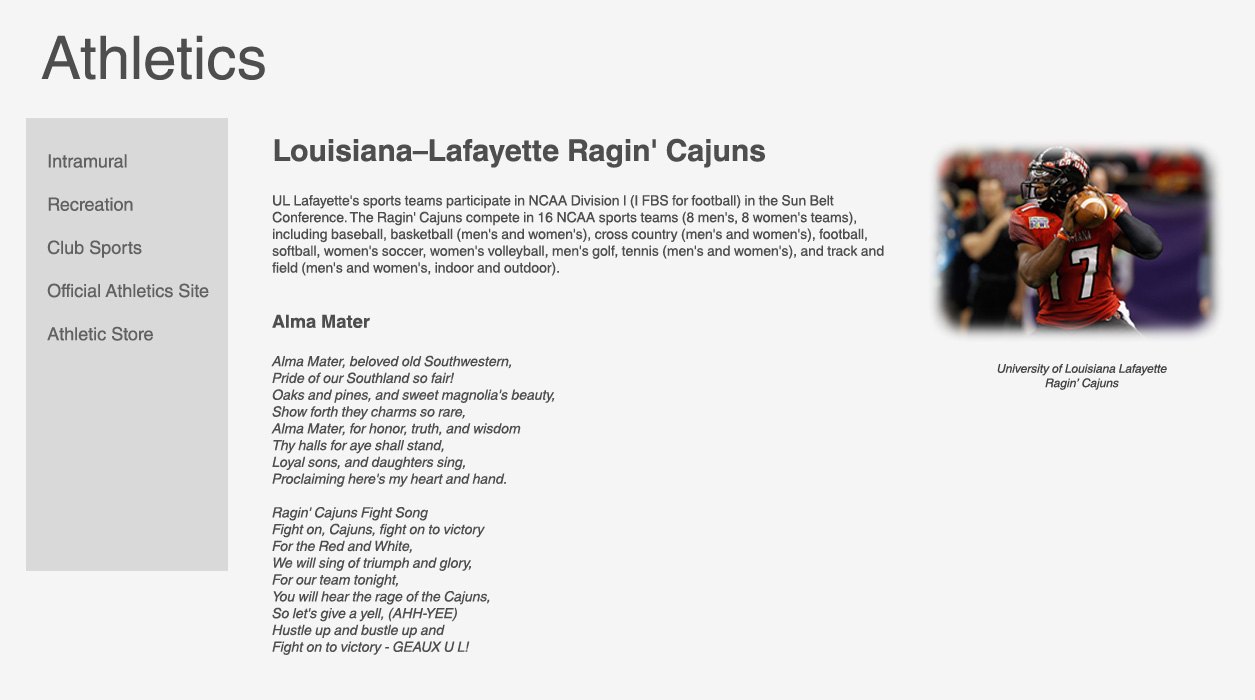 Athletics
Intramural
Recreation
Club Sports
Official Athletics Site
Athletic Store
Louisiana–Lafayette Ragin' Cajuns
UL Lafayette's sports teams participate in NCAA Division I (I FBS for football) in the Sun Belt
Conference. The Ragin' Cajuns compete in 16 NCAA sports teams (8 men's, 8 women's teams),
including baseball, basketball (men's and women's), cross country (men's and women's), football,
softball, women's soccer, women's volleyball, men's golf, tennis (men's and women's), and track and
field (men's and women's, indoor and outdoor).
Alma Mater
Alma Mater, beloved old Southwestern,
Pride of our Southland so fair!
Oaks and pines, and sweet magnolia's beauty,
Show forth they charms so rare,
Alma Mater, for honor, truth, and wisdom
Thy halls for aye shall stand,
Loyal sons, and daughters sing,
Proclaiming here's my heart and hand.
Ragin' Cajuns Fight Song
Fight on, Cajuns, fight on to victory
For the Red and White,
We will sing of triumph and glory,
For our team tonight,
You will hear the rage of the Cajuns,
So let's give a yell, (AHH-YEE)
Hustle up and bustle up and
Fight on to victory - GEAUX U L!
7
University of Louisiana Lafayette
Ragin' Cajuns